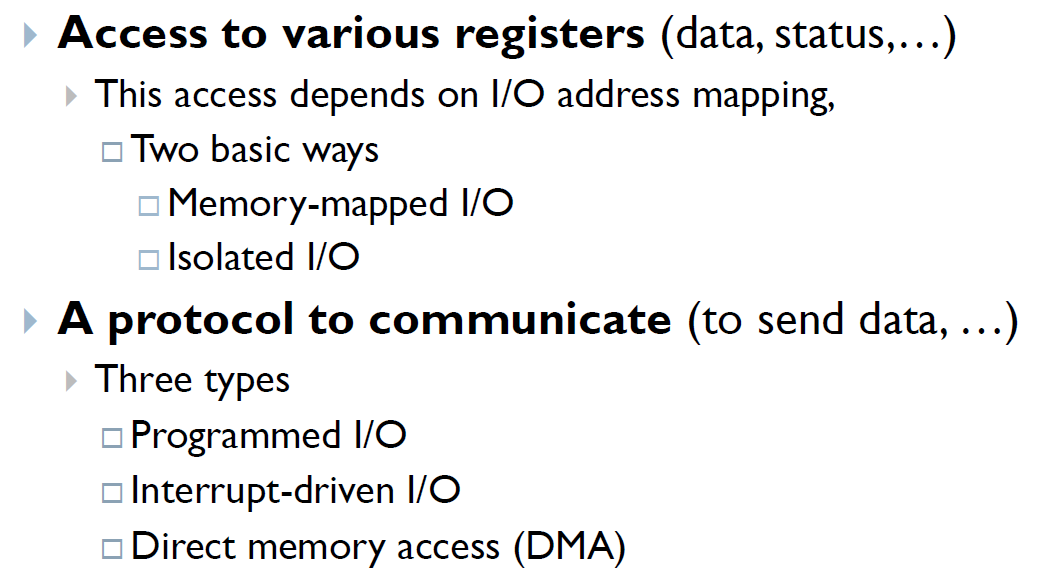 Access to various registers (data, status,…)
This access depends on I/O address mapping,
Two basic ways
Memory-mapped I/O
Isolated I/O
A protocol to communicate (to send data, …)
Three types
Programmed I/O
Interrupt-driven I/O
Direct memory access (DMA)